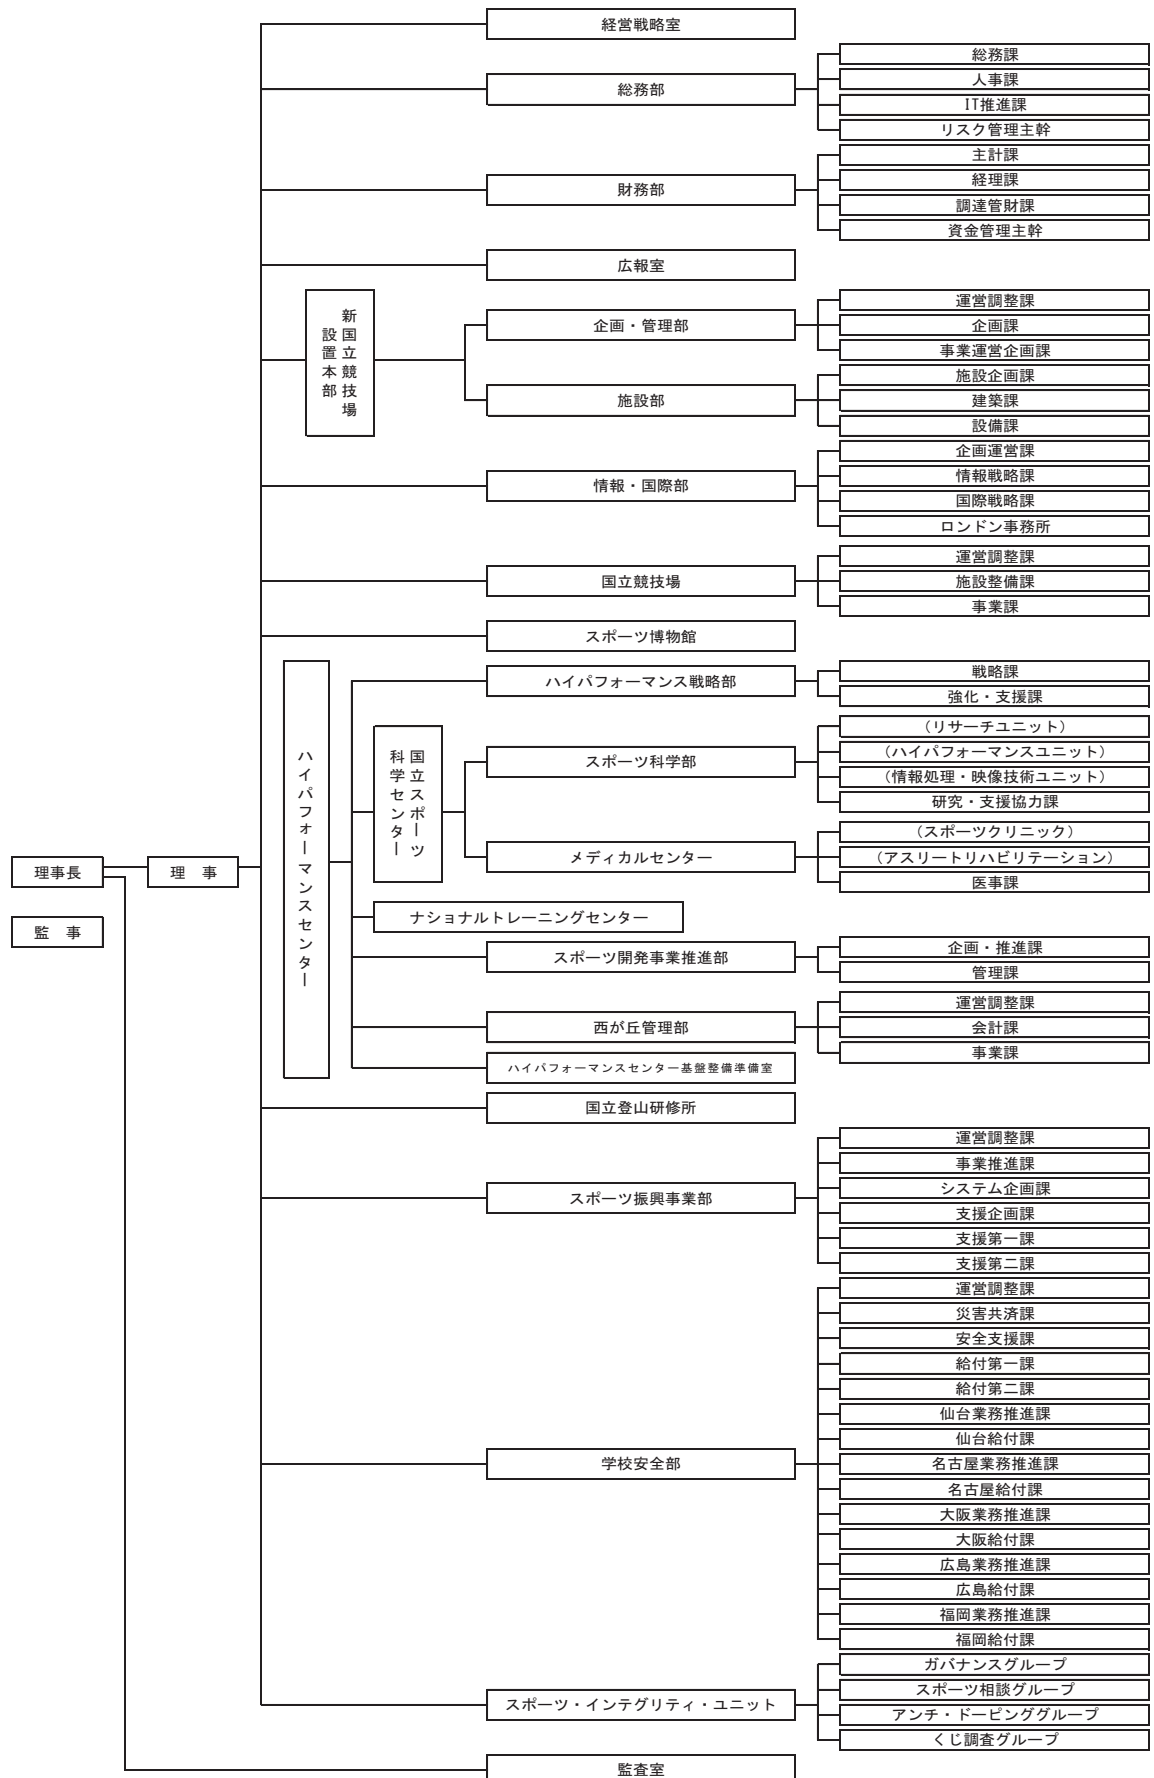 経営戦略室
総務部
総務課
人事課
IT推進課
リスク管理主幹
財務部
主計課
経理課
調達管財課
資金管理主幹
広報室
新国立競技場
設置本部
企画・管理部
運営調整課
企画課
事業運営企画課
施設部
施設企画課
建築課
設備課
情報・国際部
企画運営課
情報戦略課
国際戦略課
ロンドン事務所
国立競技場
運営調整課
施設整備課
事業課
スポーツ博物館
ハイパフォーマンスセンター
ハイパフォーマンス戦略部
戦略課
強化・支援課
国立スポーツ
科学センター
スポーツ科学部
（リサーチユニット）
（ハイパフォーマンスユニット）
（情報処理・映像技術ユニット）
研究・支援協力課
メディカルセンター
（スポーツクリニック）
（アスリートリハビリテーション）
医事課
理事長
理　事
監　事
ナショナルトレーニングセンター
スポーツ開発事業推進部
企画・推進課
管理課
西が丘管理部
運営調整課
会計課
事業課
ハイパフォーマンスセンター基盤整備準備室
国立登山研修所
スポーツ振興事業部
運営調整課
事業推進課
システム企画課
支援企画課
支援第一課
支援第二課
学校安全部
運営調整課
災害共済課
安全支援課
給付第一課
給付第二課
仙台業務推進課
仙台給付課
名古屋業務推進課
名古屋給付課
大阪業務推進課
大阪給付課
広島業務推進課
広島給付課
福岡業務推進課
福岡給付課
スポーツ・インテグリティ・ユニット
ガバナンスグループ
スポーツ相談グループ
アンチ・ドーピンググループ
くじ調査グループ
監査室